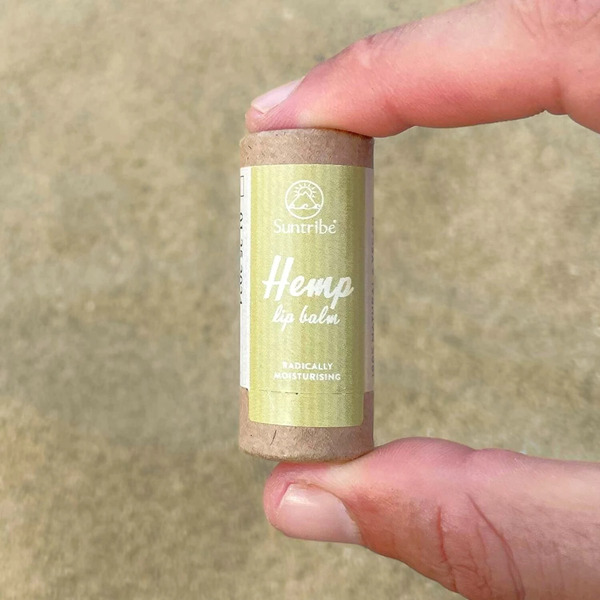 Suntribe
Hemp
lip balm
RADICALLY
MOISTURISING